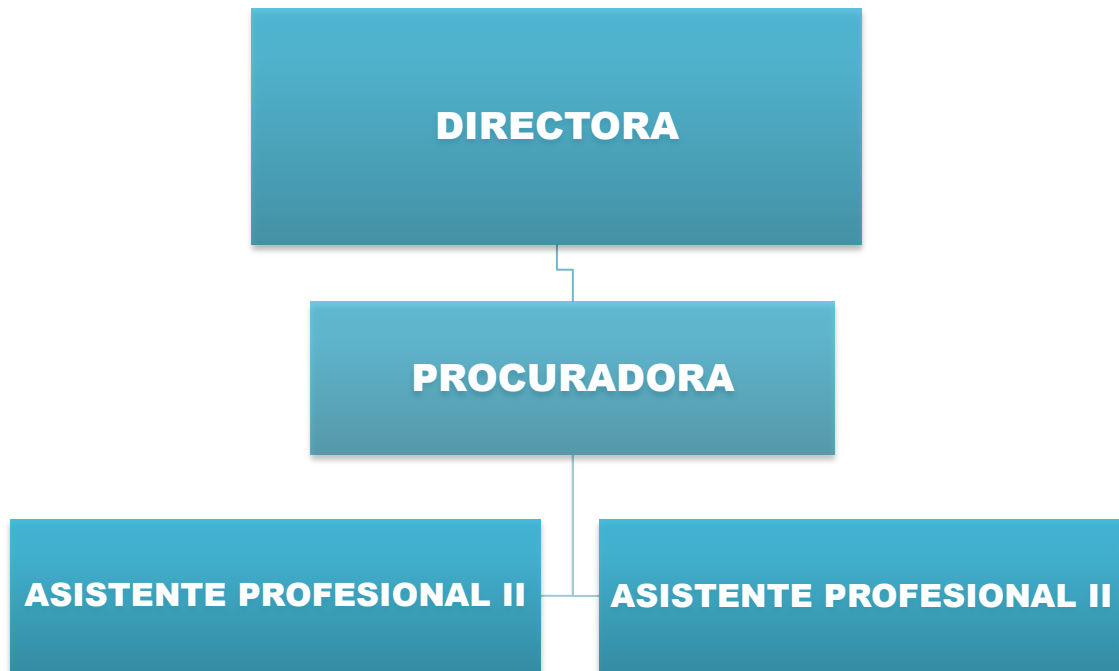 DIRECTORA
PROCURADORA
ASISTENTE PROFESIONAL II
ASISTENTE PROFESIONAL II